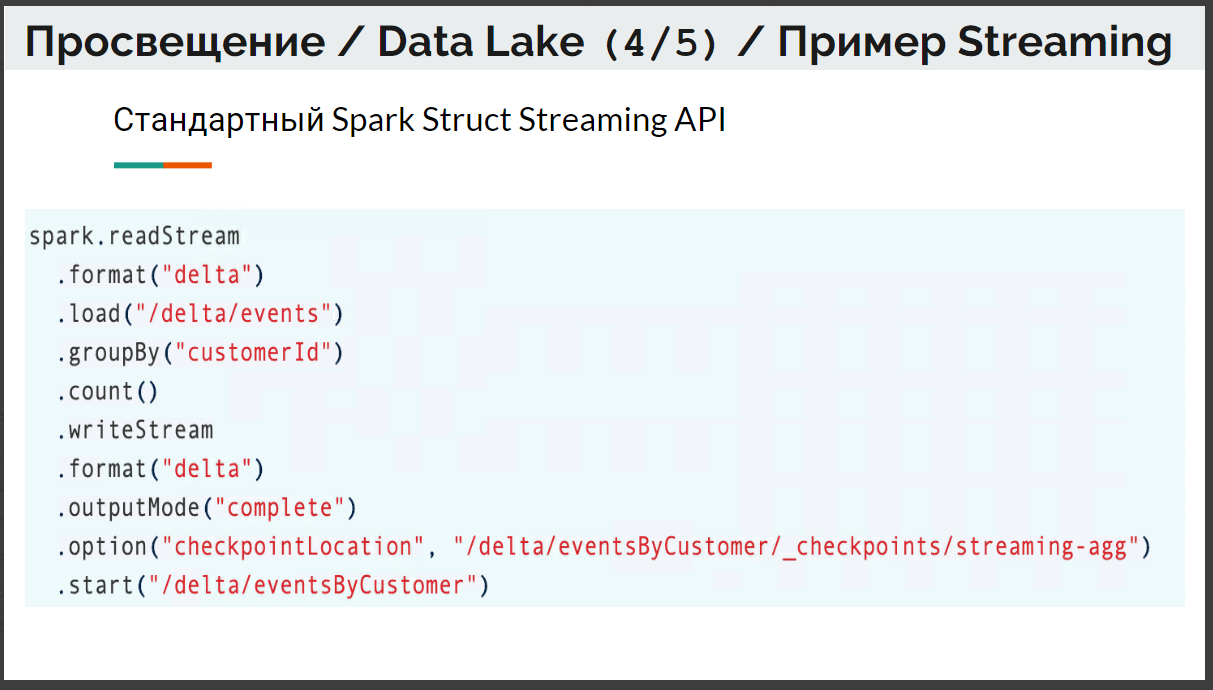 Просвещение / Data Lake (4/5) / Пример Streaming
Стандартный Spark Struct Streaming API
spark.readStream
  .format("delta")
  .load("/delta/events")
  .groupBy("customerId")
  .count()
  .writeStream
  .format("delta")
  .outputMode("complete")
  .option("checkpointLocation", "/delta/eventsByCustomer/_checkpoints/streaming-agg")
  .start("/delta/eventsByCustomer")